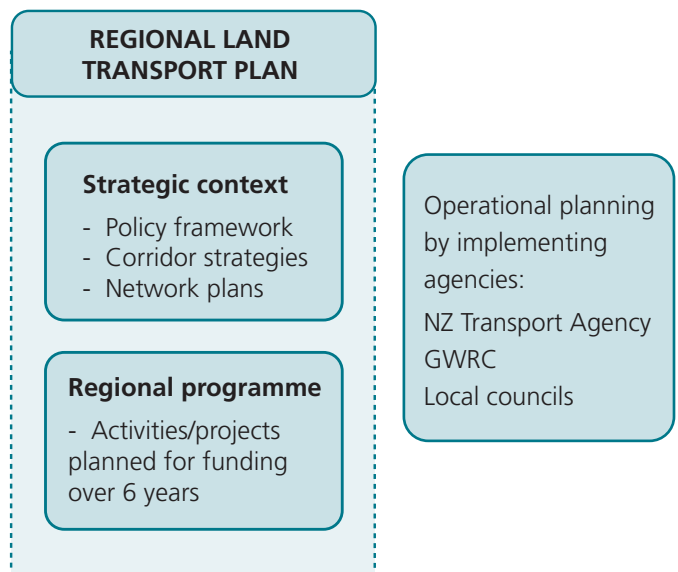 REGIONAL LAND
TRANSPORT PLAN
Strategic context
- Policy framework
- Corridor strategies
- Network plans
Regional programme
- Activities/projects
planned for funding
over 6 years
Operational planning
by implementing
agencies:
NZ Transport Agency
GWRC
Local councils